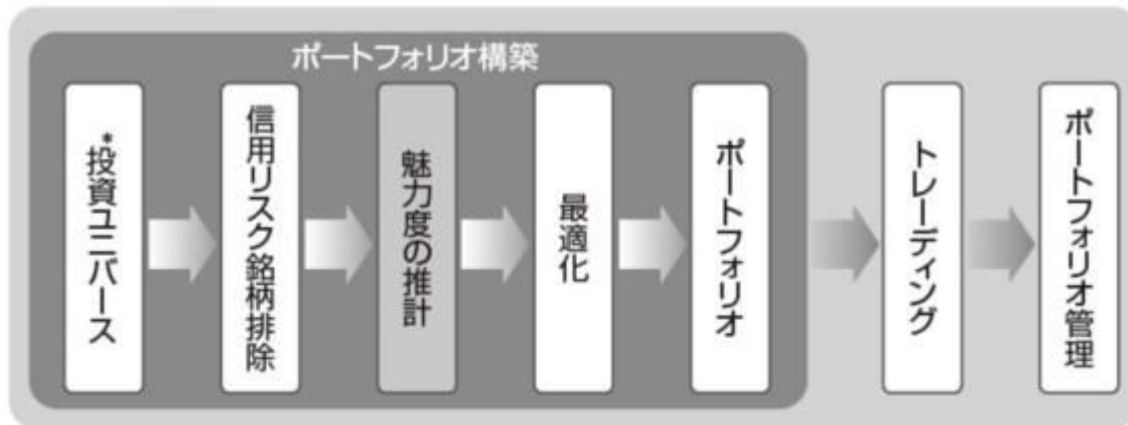 ポートフォリオ構築
*投資ユニバース
信用リスク銘柄排除
魅力度の推計
最適化
ポートフォリオ
トレーディング
ポートフォリオ管理